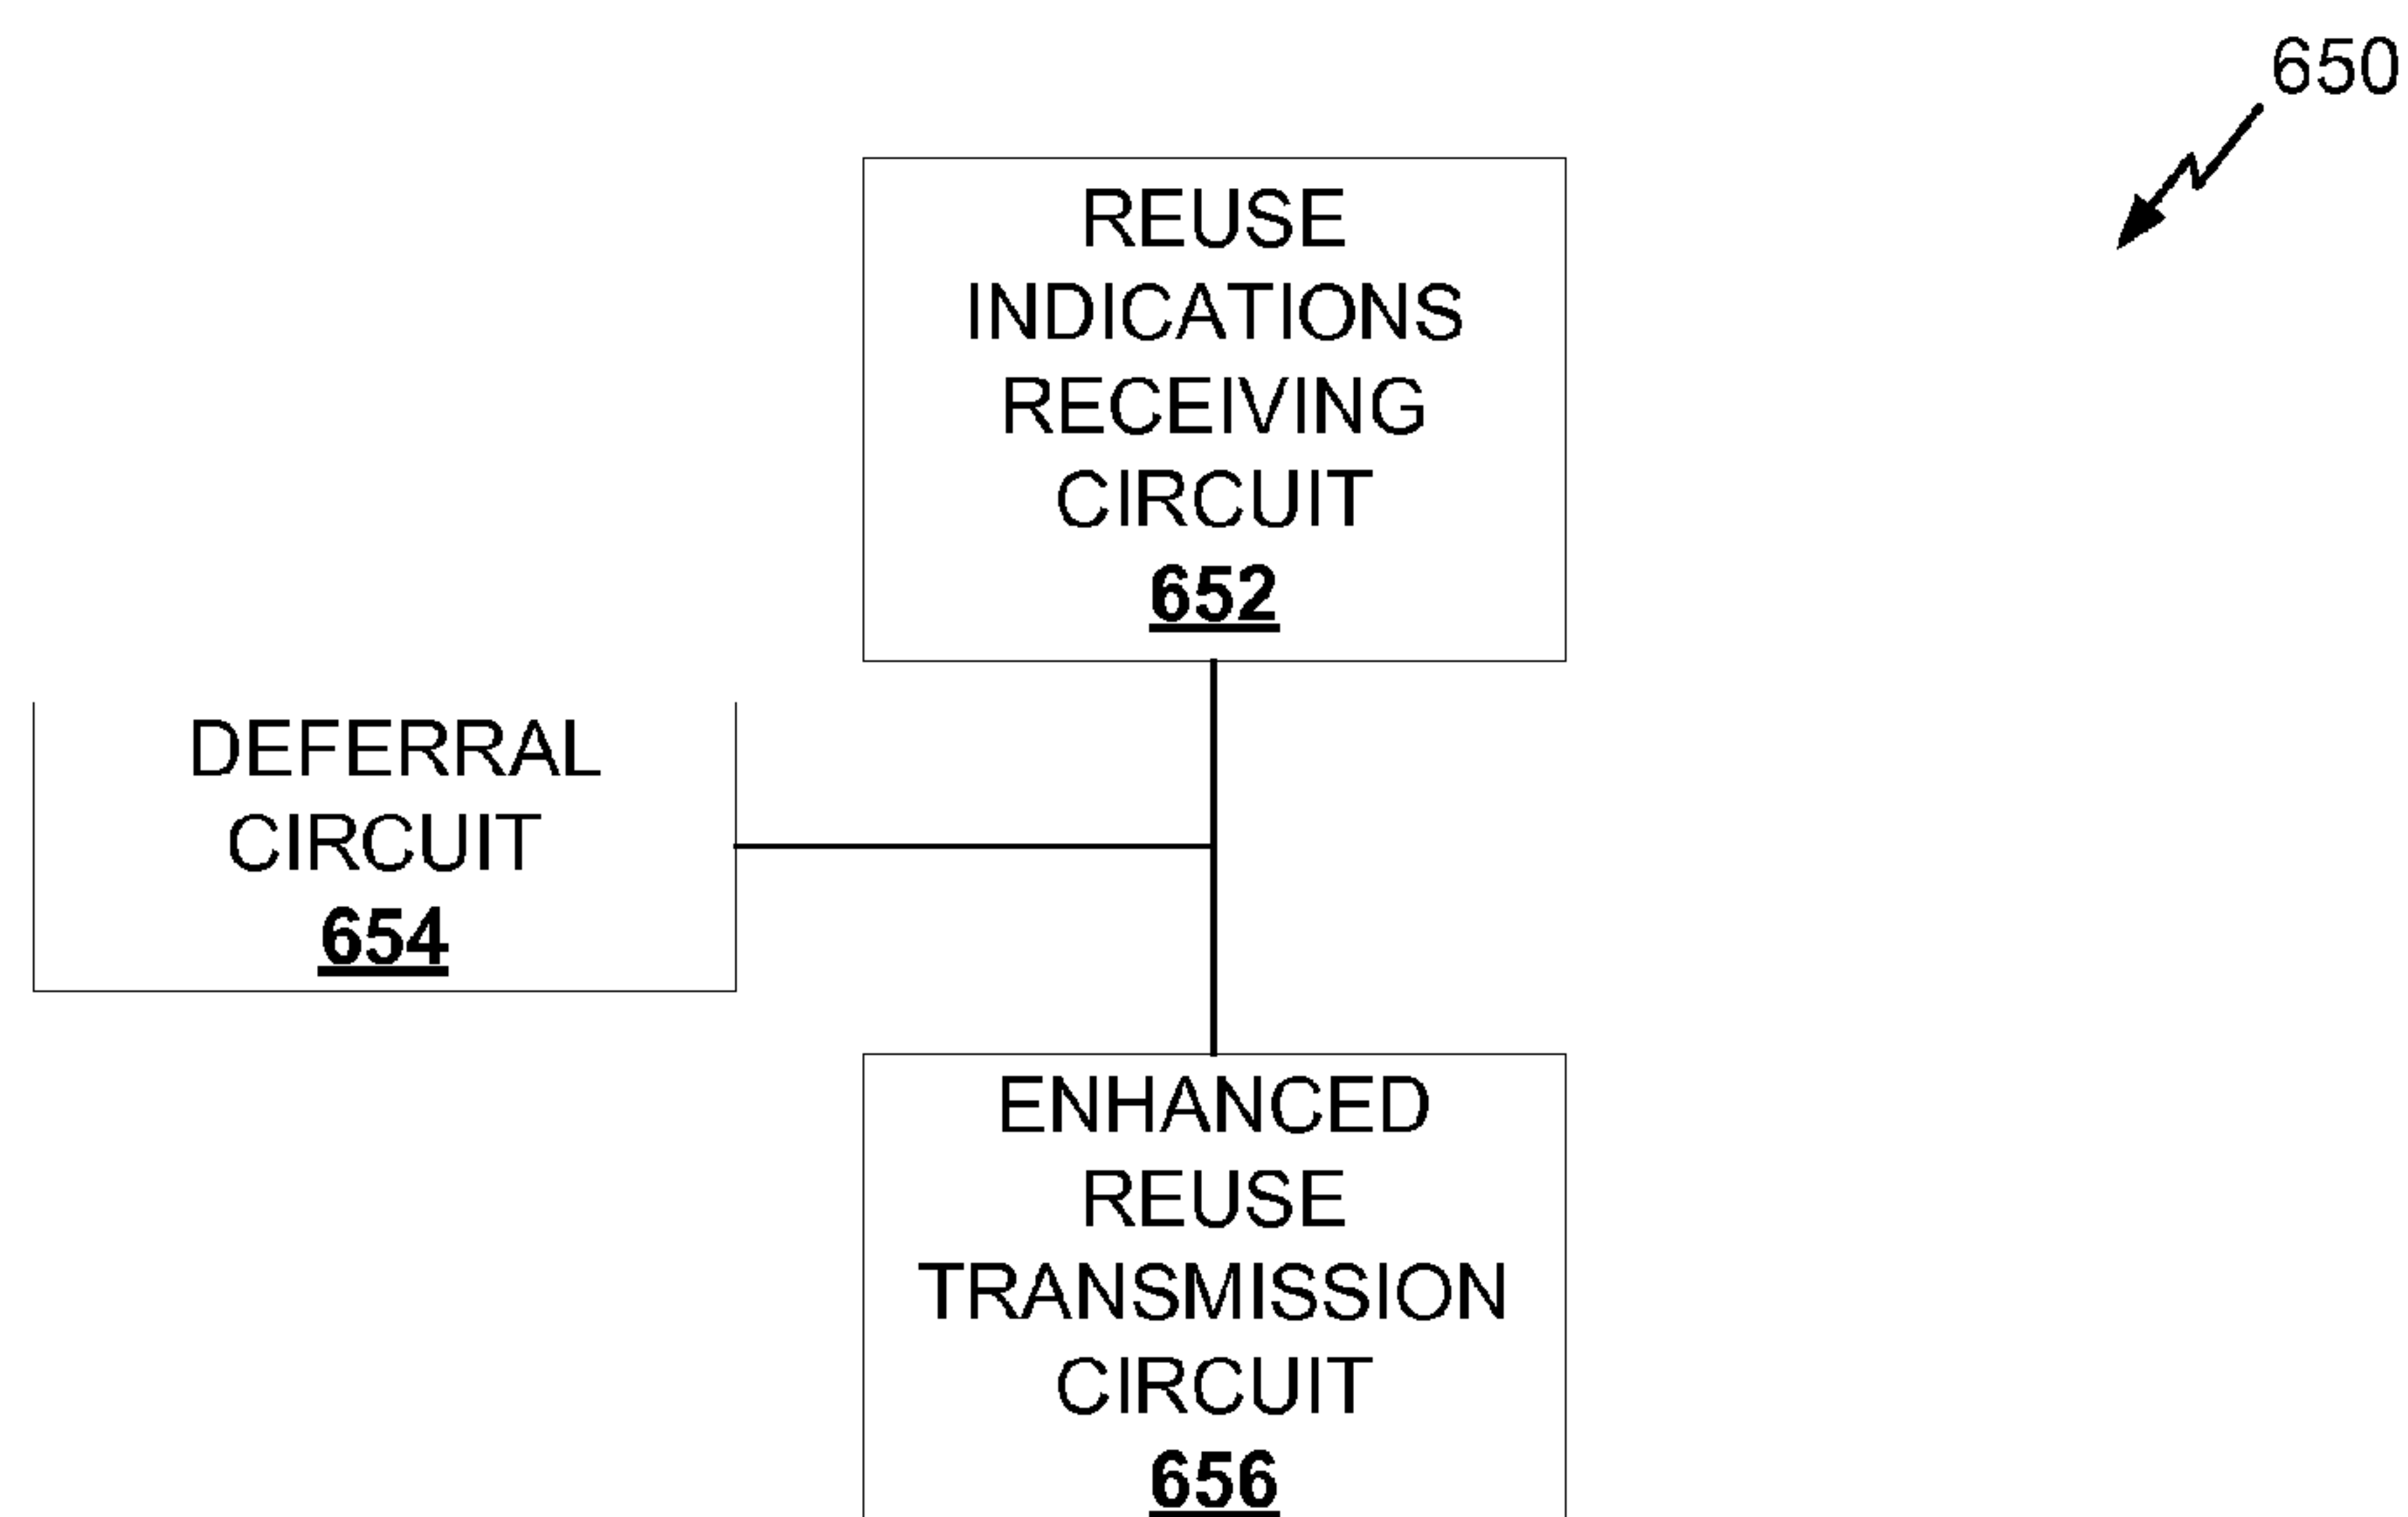 650
REUSE
INDICATIONS
RECEIVING
CIRCUIT
652
DEFERRAL
CIRCUIT
654
ENHANCED
REUSE
TRANSMISSION
CIRCUIT
656